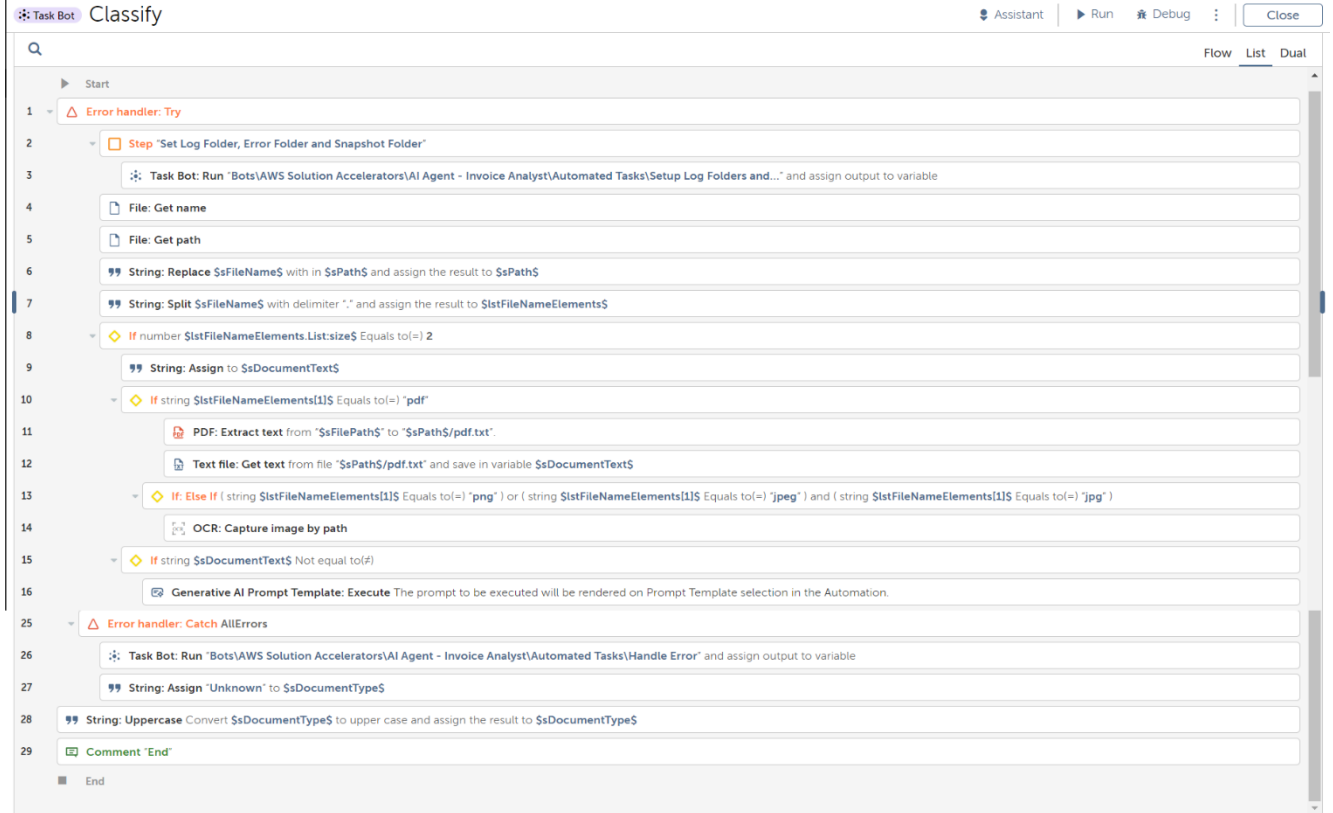 Task Bot Classify Assistant Run Debug Close
Flow List Dual
Start
1 Error handler: Try
2 Step "Set Log Folder, Error Folder and Snapshot Folder"
3 Task Bot: Run "Bots\AWS Solution Accelerators\AI Agent - Invoice Analyst\Automated Tasks\Setup Log Folders and..." and assign output to variable
4 File: Get name
5 File: Get path
6 String: Replace $sFileName$ with in $sPath$ and assign the result to $sPath$
7 String: Split $sFileName$ with delimiter "." and assign the result to $lstFileNameElements$
8 If number $lstFileNameElements.List:size$ Equals to(=) 2
9 String: Assign to $sDocumentText$
10 If string $lstFileNameElements[1]$ Equals to(=) "pdf"
11 PDF: Extract text from "$sFilePath$" to "$sPath$/pdf.txt".
12 Text file: Get text from file "$sPath$/pdf.txt" and save in variable $sDocumentText$
13 If: Else If ( string $lstFileNameElements[1]$ Equals to(=) "png" ) or ( string $lstFileNameElements[1]$ Equals to(=) "jpeg" ) and ( string $lstFileNameElements[1]$ Equals to(=) "jpg" )
14 OCR: Capture image by path
15 If string $sDocumentText$ Not equal to(≠)
16 Generative AI Prompt Template: Execute The prompt to be executed will be rendered on Prompt Template selection in the Automation.
25 Error handler: Catch AllErrors
26 Task Bot: Run "Bots\AWS Solution Accelerators\AI Agent - Invoice Analyst\Automated Tasks\Handle Error" and assign output to variable
27 String: Assign "Unknown" to $sDocumentType$
28 String: Uppercase Convert $sDocumentType$ to upper case and assign the result to $sDocumentType$
29 Comment "End"
End